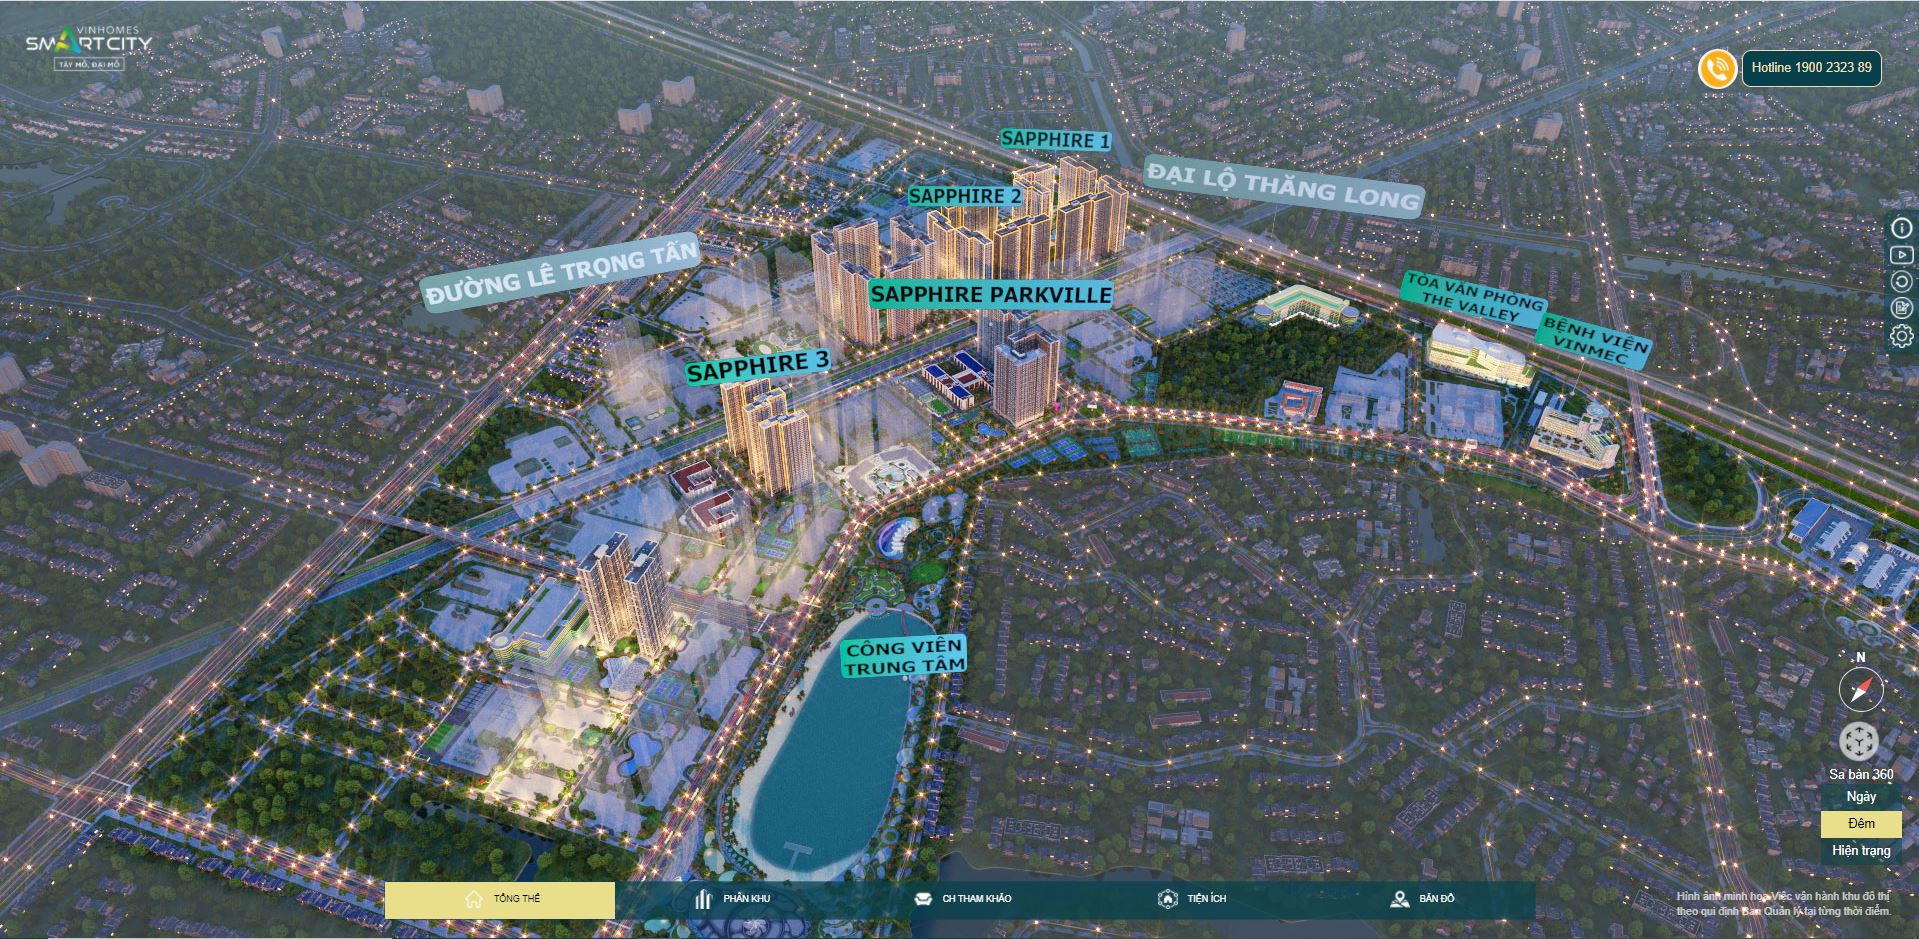 VINHOMES
SMARTCITY
TÂY MỖ, ĐẠI MỖ
Hotline 1900 2323 89
SAPPHIRE 1
ĐẠI LỘ THĂNG LONG
SAPPHIRE 2
ĐƯỜNG LÊ TRỌNG TẤN
SAPPHIRE PARKVILLE
TÒA VĂN PHÒNG
THE VALLEY
BỆNH VIỆN
VINMEC
SAPPHIRE 3
CÔNG VIÊN
TRUNG TÂM
N
Sa bàn 360
Ngày
Đêm
Hiện trạng
TỔNG THỂ
PHÂN KHU
CH THAM KHẢO
TIỆN ÍCH
BẢN ĐỒ
Hình ảnh minh họa Việc vận hành khu đô thị
theo qui định Ban Quản lý tại từng thời điểm.